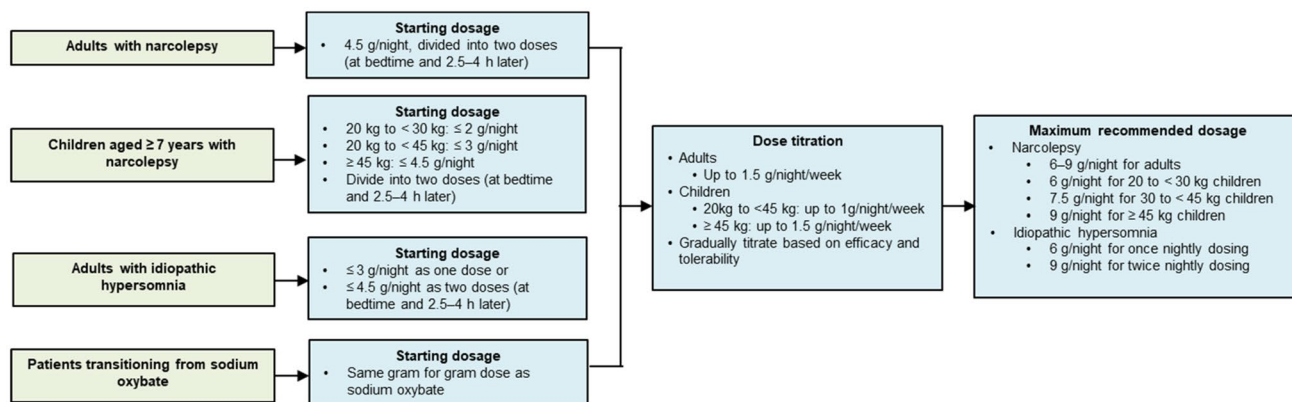 Adults with narcolepsy
Starting dosage
• 4.5 g/night, divided into two doses
(at bedtime and 2.5–4 h later)
Children aged ≥ 7 years with
narcolepsy
Starting dosage
• 20 kg to < 30 kg: ≤ 2 g/night
• 20 kg to < 45 kg: ≤ 3 g/night
• ≥ 45 kg: ≤ 4.5 g/night
• Divide into two doses (at bedtime
and 2.5–4 h later)
Adults with idiopathic
hypersomnia
Starting dosage
• ≤ 3 g/night as one dose or
• ≤ 4.5 g/night as two doses (at
bedtime and 2.5–4 h later)
Patients transitioning from sodium
oxybate
Starting dosage
• Same gram for gram dose as
sodium oxybate
Dose titration
• Adults
• Up to 1.5 g/night/week
• Children
• 20kg to <45 kg: up to 1g/night/week
• ≥ 45 kg: up to 1.5 g/night/week
• Gradually titrate based on efficacy and
tolerability
Maximum recommended dosage
• Narcolepsy
• 6–9 g/night for adults
• 6 g/night for 20 to < 30 kg children
• 7.5 g/night for 30 to < 45 kg children
• 9 g/night for ≥ 45 kg children
• Idiopathic hypersomnia
• 6 g/night for once nightly dosing
• 9 g/night for twice nightly dosing